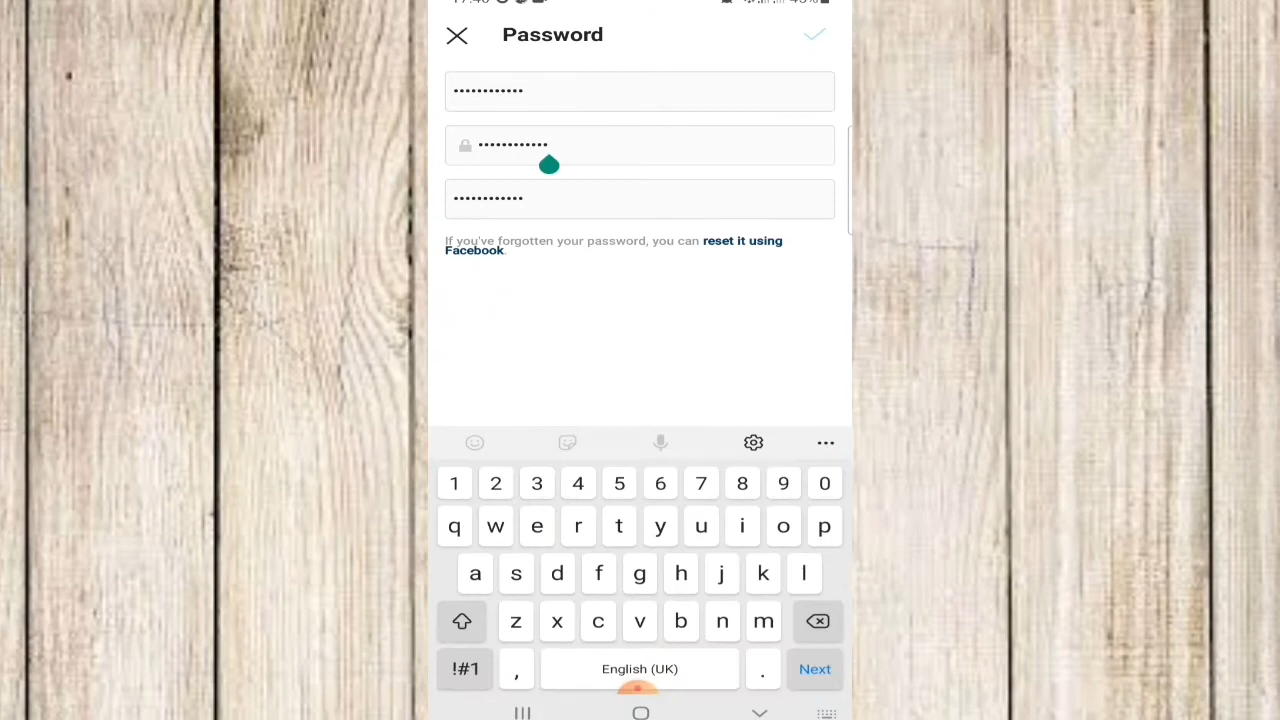 Password
••••••••••••
••••••••••••
••••••••••••
If you've forgotten your password, you can reset it using
Facebook.
1 2 3 4 5 6 7 8 9 0
q w e r t y u i o p
a s d f g h j k l
z x c v b n m
!#1 , English (UK) . Next